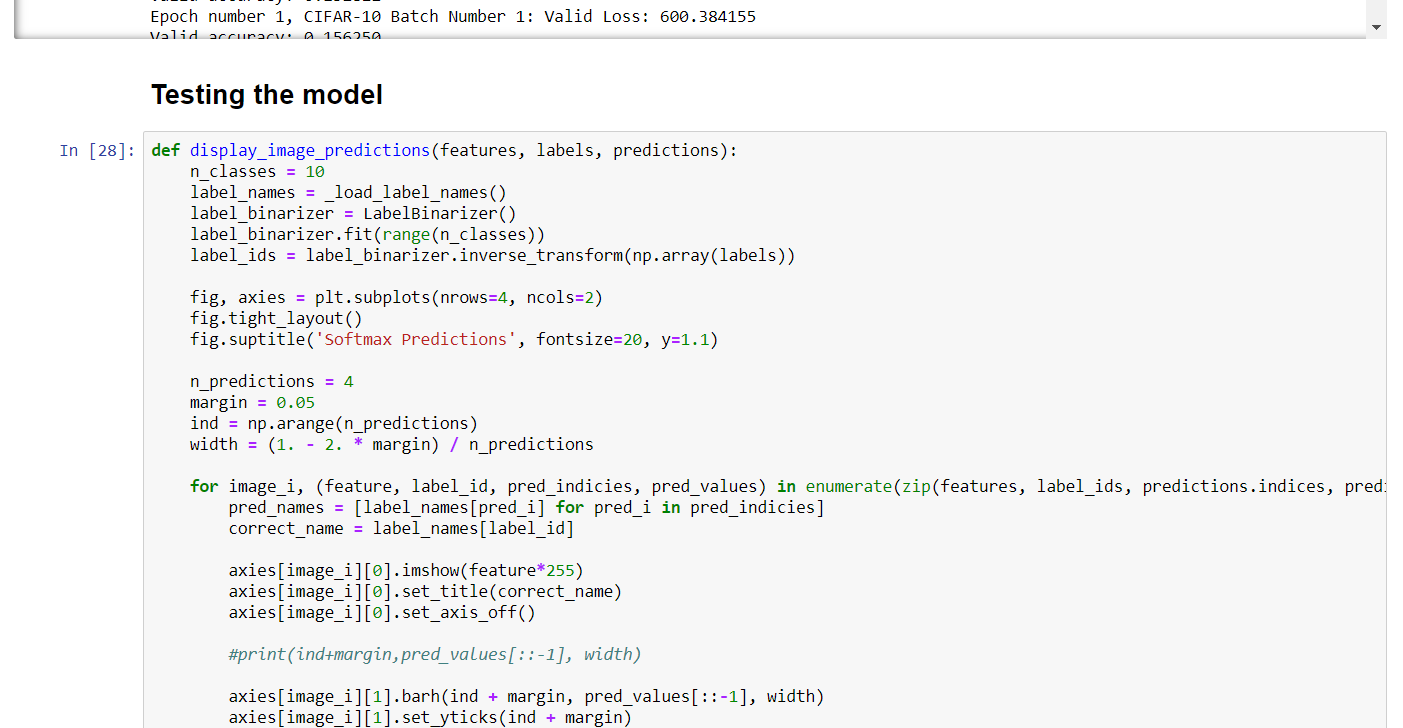 Epoch number 1, CIFAR-10 Batch Number 1: Valid Loss: 600.384155
Valid accuracy: 0.156250
Testing the model
In [28]:
def display_image_predictions(features, labels, predictions):
    n_classes = 10
    label_names = _load_label_names()
    label_binarizer = LabelBinarizer()
    label_binarizer.fit(range(n_classes))
    label_ids = label_binarizer.inverse_transform(np.array(labels))

    fig, axies = plt.subplots(nrows=4, ncols=2)
    fig.tight_layout()
    fig.suptitle('Softmax Predictions', fontsize=20, y=1.1)

    n_predictions = 4
    margin = 0.05
    ind = np.arange(n_predictions)
    width = (1. - 2. * margin) / n_predictions

    for image_i, (feature, label_id, pred_indicies, pred_values) in enumerate(zip(features, label_ids, predictions.indices,
        pred_names = [label_names[pred_i] for pred_i in pred_indicies]
        correct_name = label_names[label_id]

        axies[image_i][0].imshow(feature*255)
        axies[image_i][0].set_title(correct_name)
        axies[image_i][0].set_axis_off()

        #print(ind+margin,pred_values[::-1], width)

        axies[image_i][1].barh(ind + margin, pred_values[::-1], width)
        axies[image_i][1].set_yticks(ind + margin)